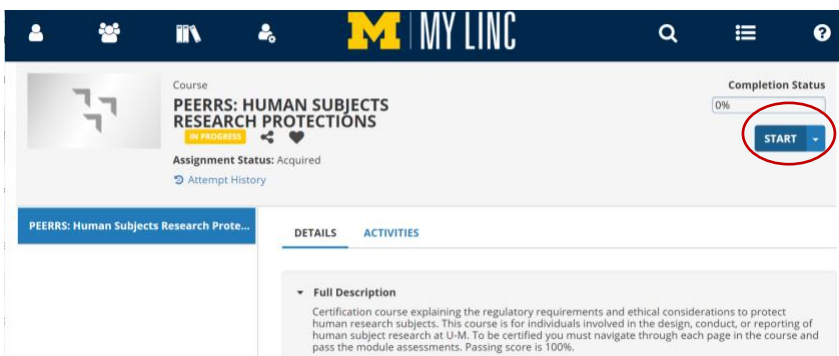 M MY LINC
Course
PEERRS: HUMAN SUBJECTS
RESEARCH PROTECTIONS
IN PROGRESS
Assignment Status: Acquired
Attempt History
Completion Status
0%
START
PEERRS: Human Subjects Research Prote...
DETAILS ACTIVITIES
Full Description
Certification course explaining the regulatory requirements and ethical considerations to protect
human research subjects. This course is for individuals involved in the design, conduct, or reporting of
human subject research at U-M. To be certified you must navigate through each page in the course and
pass the module assessments. Passing score is 100%.